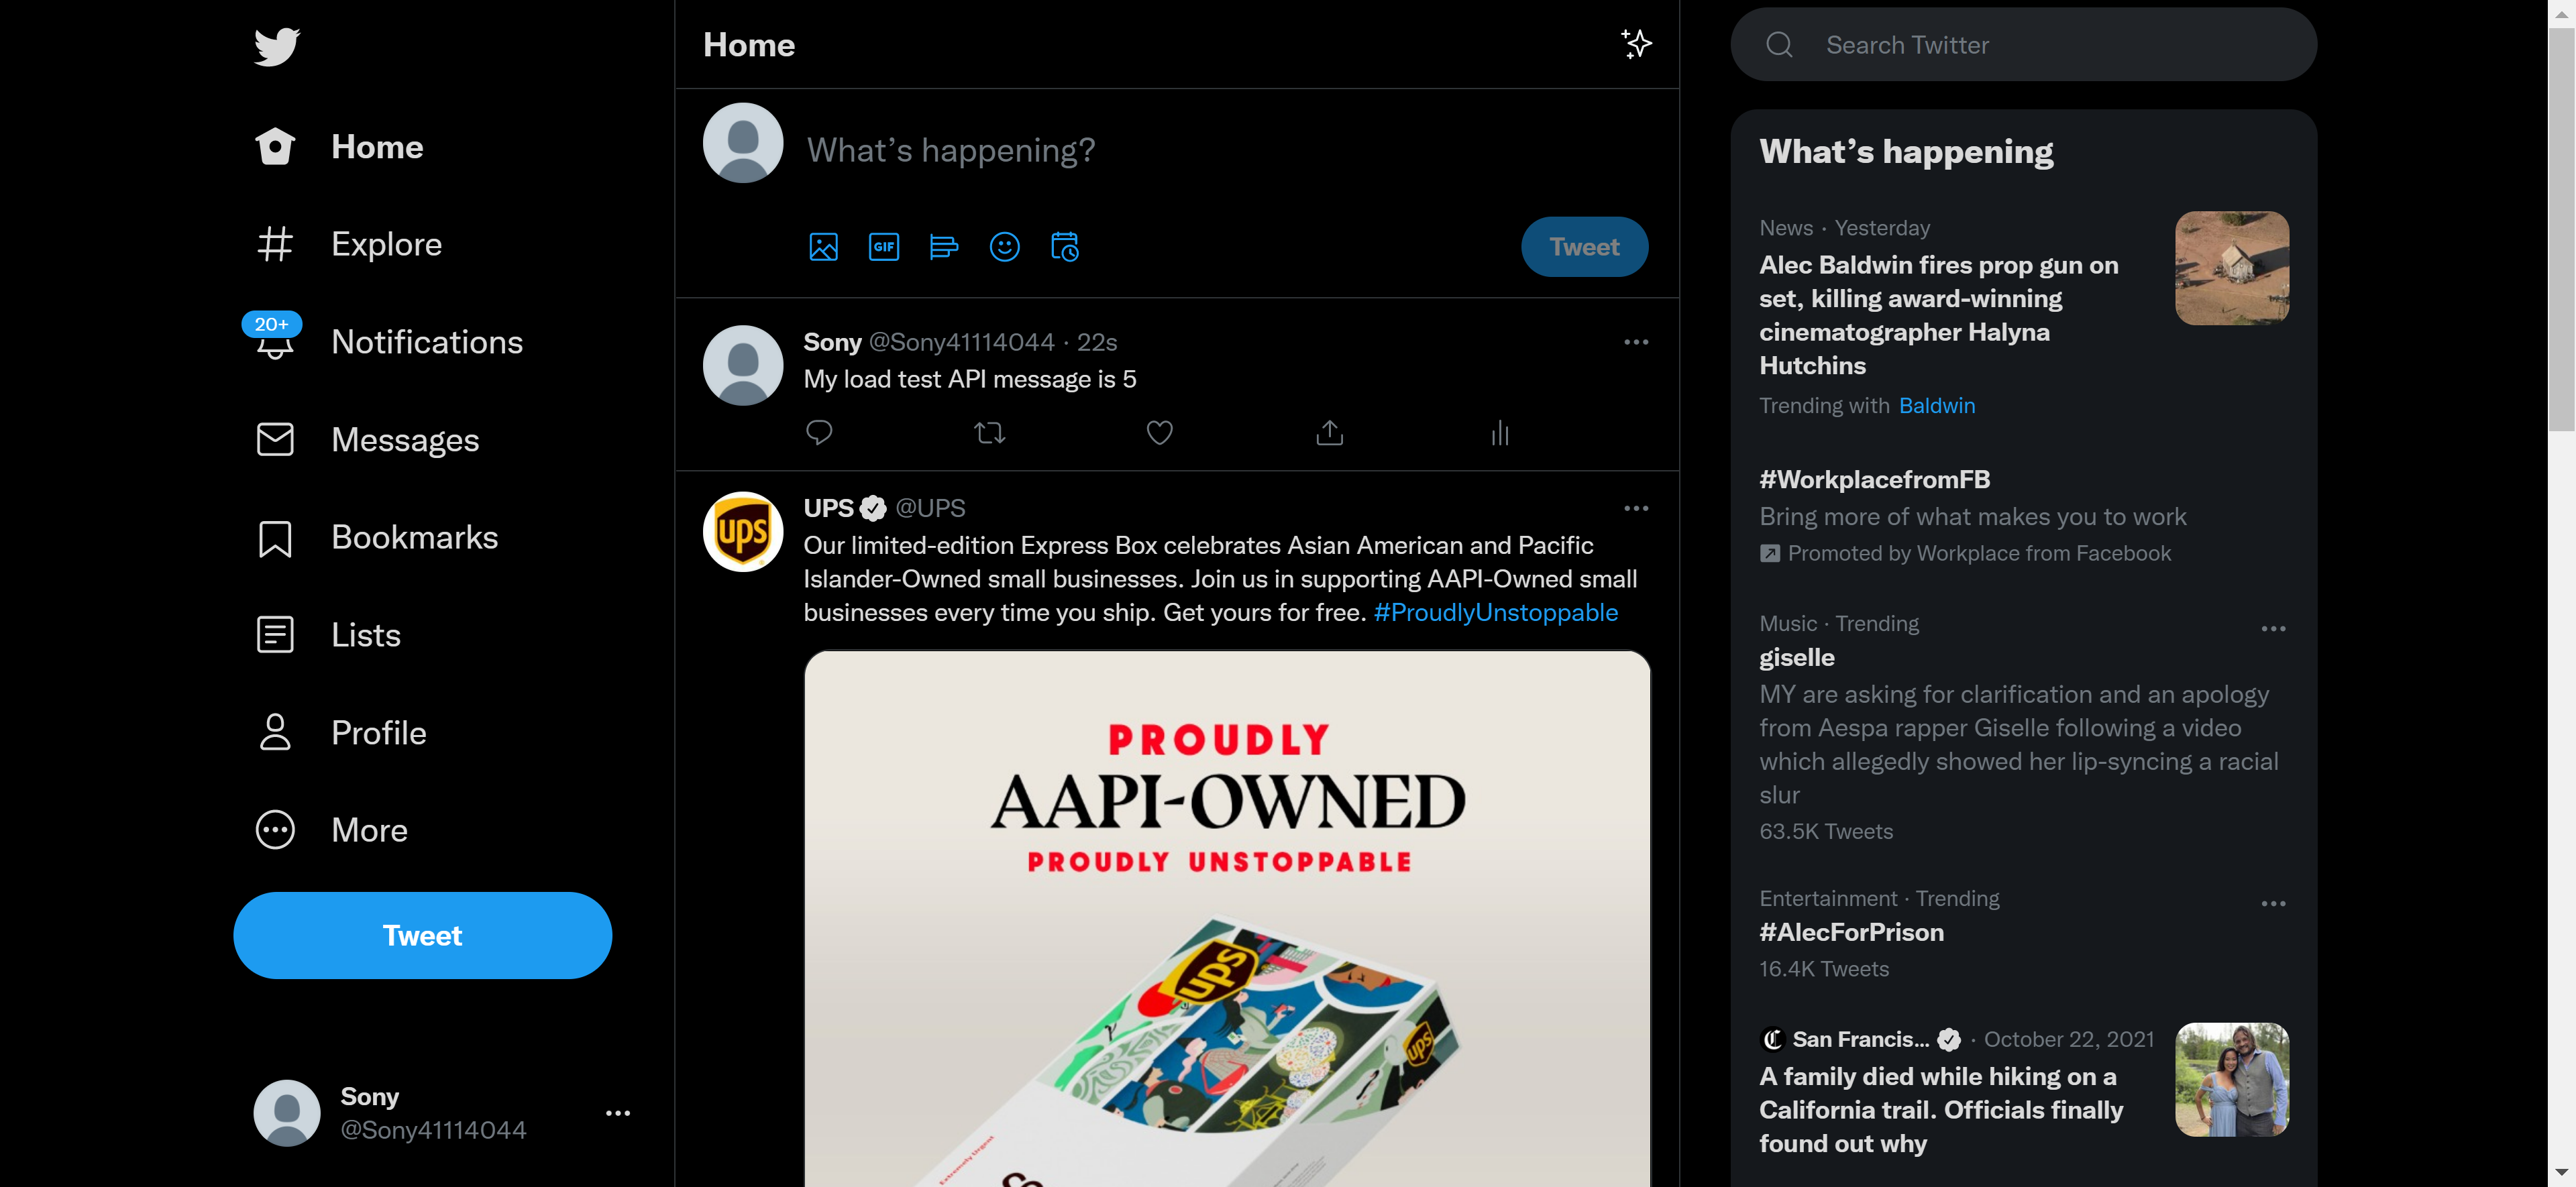 Home
Explore
20+
Notifications
Messages
Bookmarks
Lists
Profile
More
Tweet
Sony
@Sony41114044
Home
What’s happening?
GIF
Tweet
Sony @Sony41114044 · 22s
My load test API message is 5
UPS @UPS
Our limited-edition Express Box celebrates Asian American and Pacific
Islander-Owned small businesses. Join us in supporting AAPI-Owned small
businesses every time you ship. Get yours for free. #ProudlyUnstoppable
ups
PROUDLY
AAPI-OWNED
PROUDLY UNSTOPPABLE
ups
ups
Extremely Urgent
Search Twitter
What’s happening
News · Yesterday
Alec Baldwin fires prop gun on
set, killing award-winning
cinematographer Halyna
Hutchins
Trending with Baldwin
#WorkplacefromFB
Bring more of what makes you to work
Promoted by Workplace from Facebook
Music · Trending
giselle
MY are asking for clarification and an apology
from Aespa rapper Giselle following a video
which allegedly showed her lip-syncing a racial
slur
63.5K Tweets
Entertainment · Trending
#AlecForPrison
16.4K Tweets
San Francis... · October 22, 2021
A family died while hiking on a
California trail. Officials finally
found out why